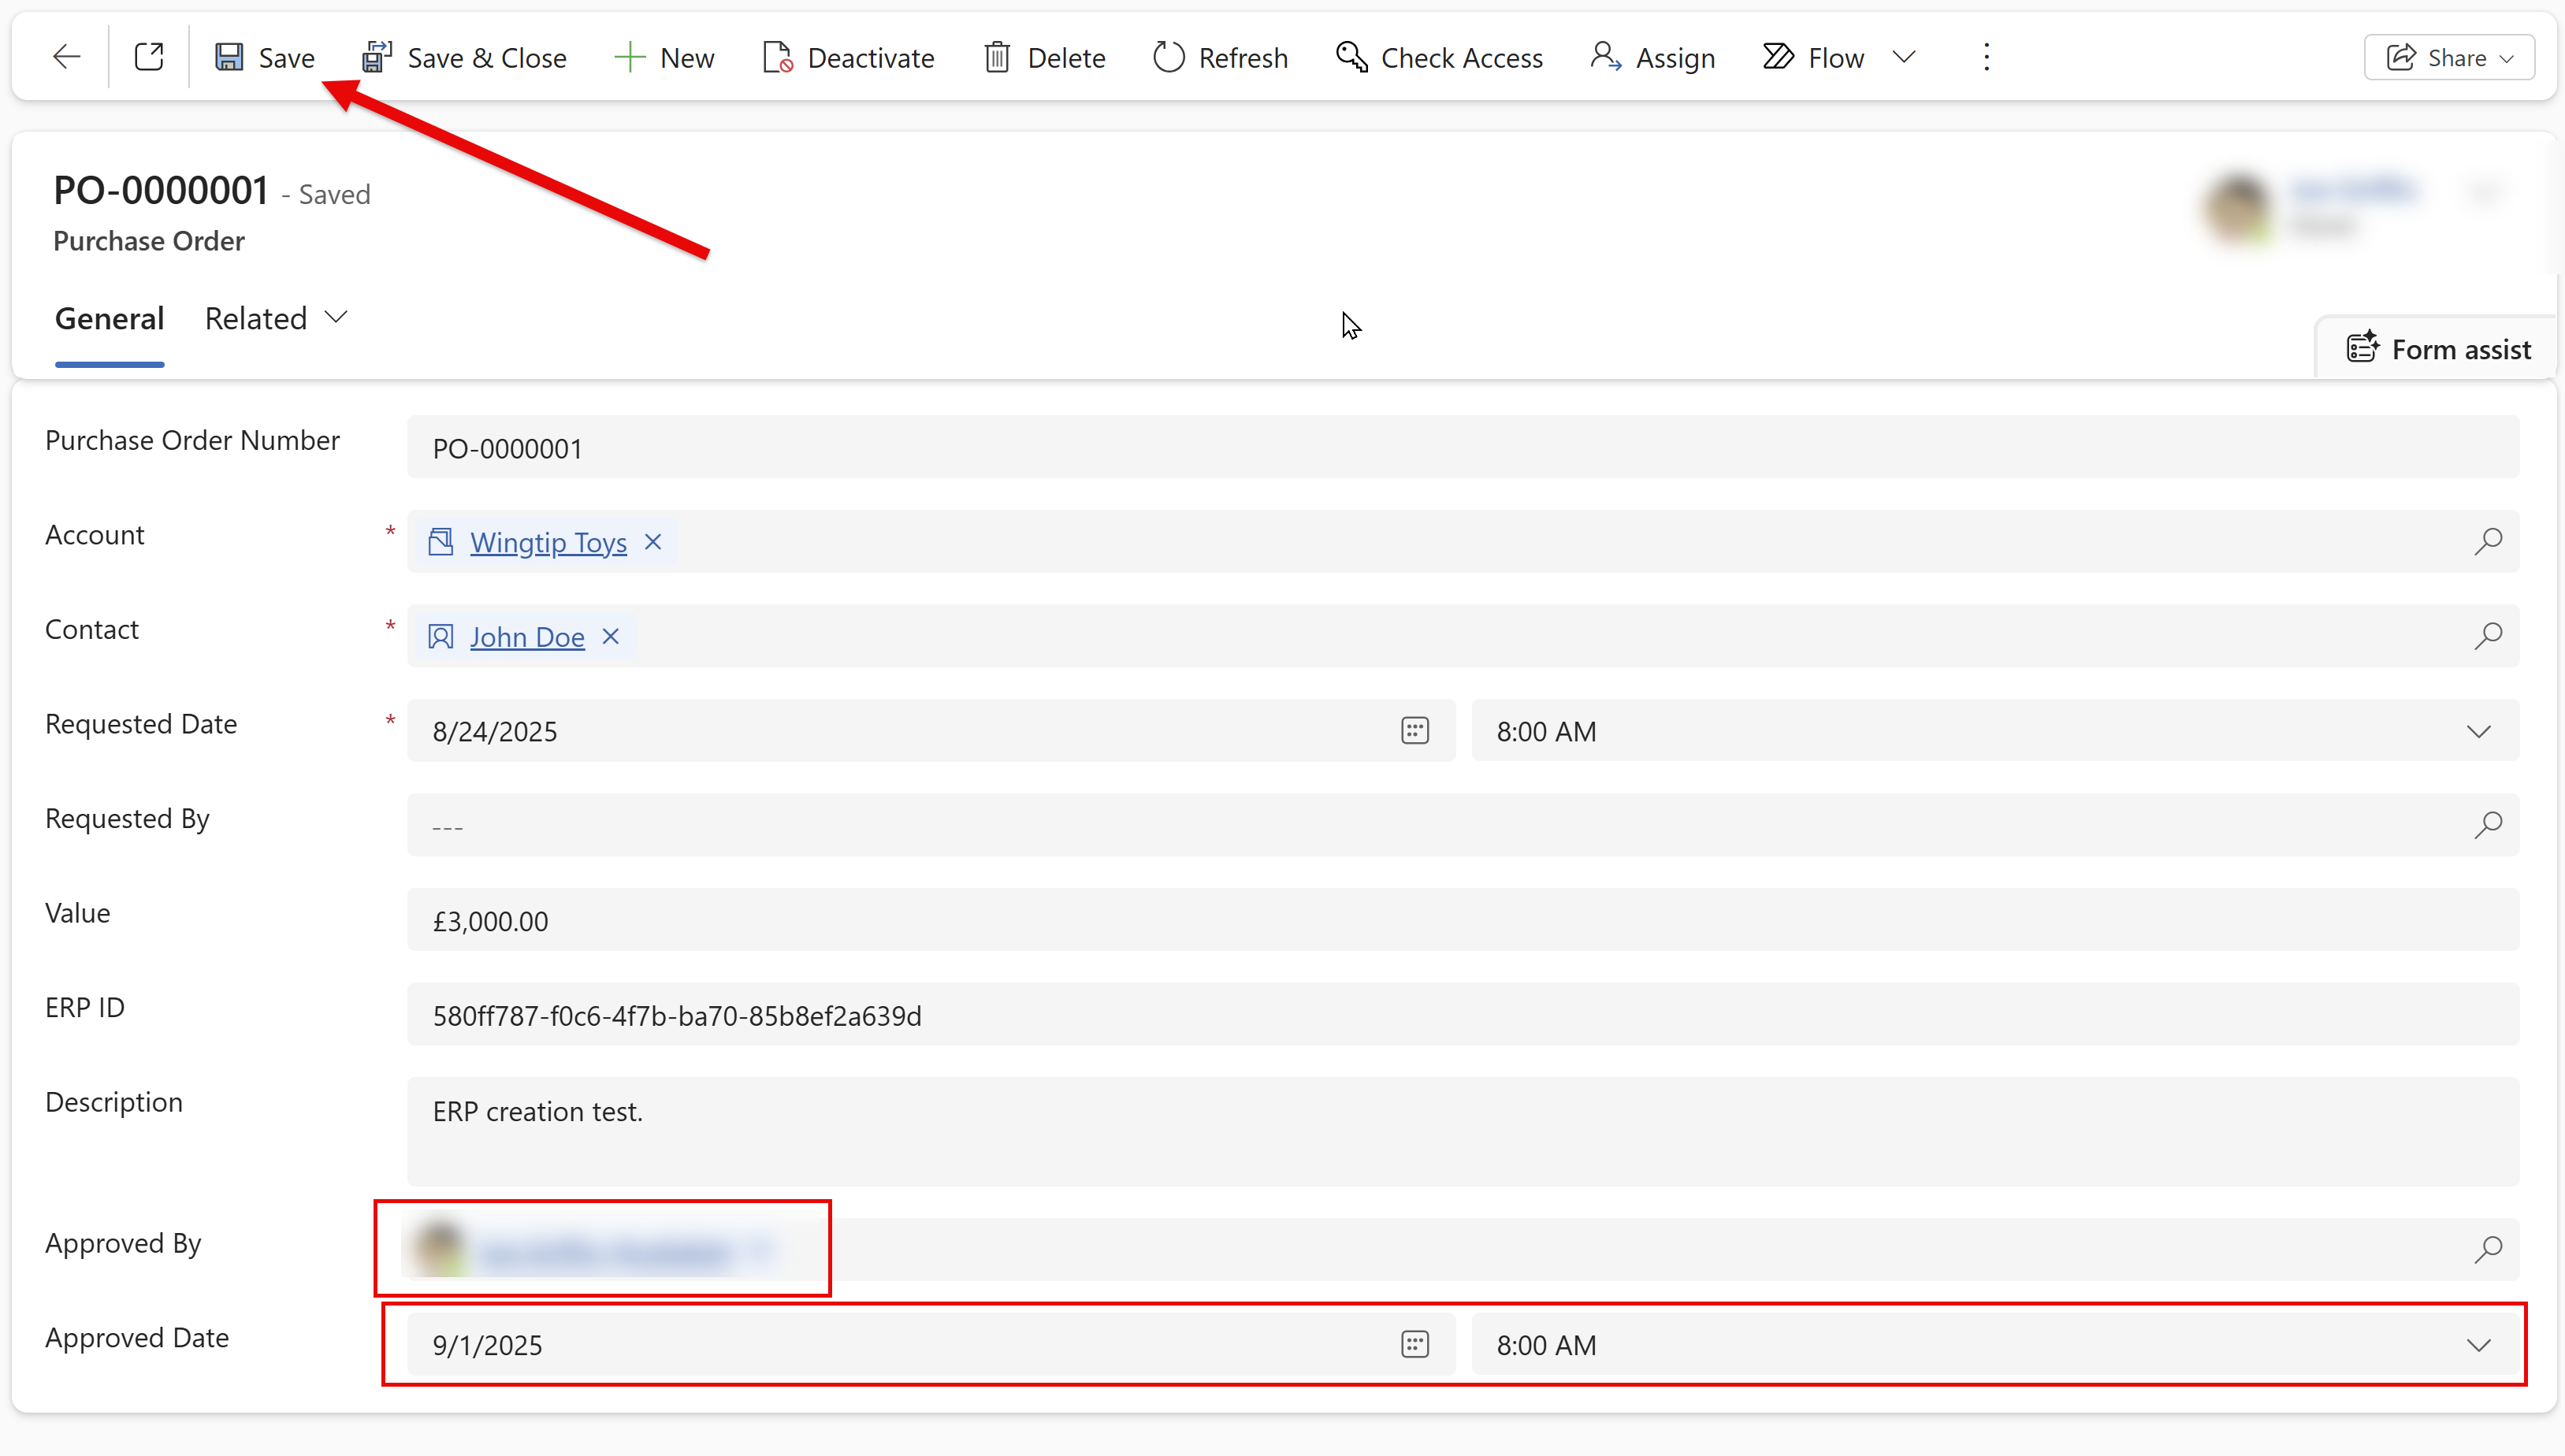 Save Save & Close New Deactivate Delete Refresh Check Access Assign Flow Share
PO-0000001 - Saved
Purchase Order
General Related
Form assist
Purchase Order Number PO-0000001
Account * Wingtip Toys
Contact * John Doe
Requested Date * 8/24/2025 8:00 AM
Requested By ---
Value £3,000.00
ERP ID 580ff787-f0c6-4f7b-ba70-85b8ef2a639d
Description ERP creation test.
Approved By
Approved Date 9/1/2025 8:00 AM